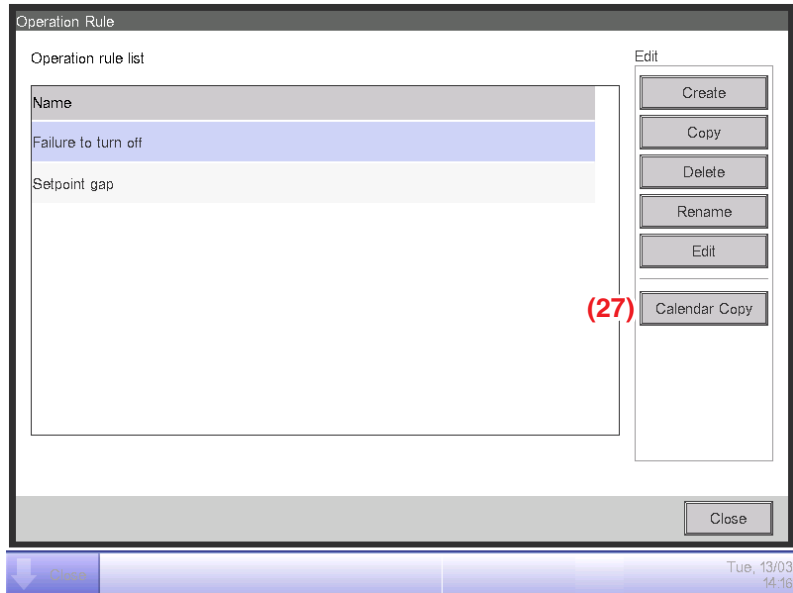 Operation Rule
Operation rule list
Name
Failure to turn off
Setpoint gap
Edit
Create
Copy
Delete
Rename
Edit
(27)
Calendar Copy
Close
Tue, 13/03
14:16